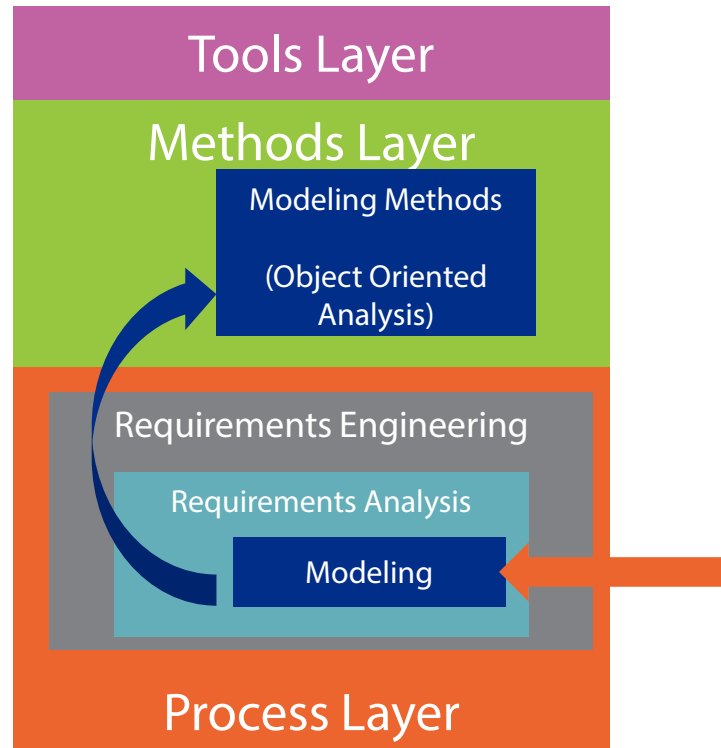 Tools Layer
Methods Layer
Modeling Methods
(Object Oriented
Analysis)
Requirements Engineering
Requirements Analysis
Modeling
Process Layer